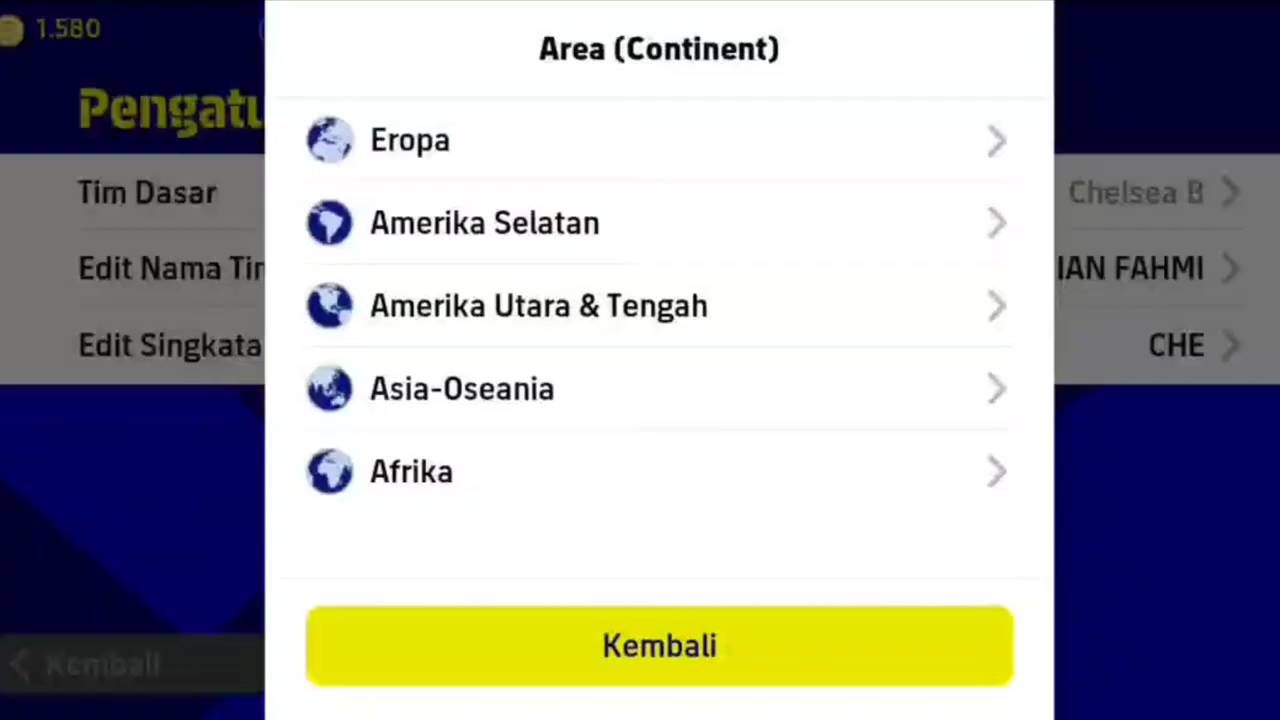 1.580
Area (Continent)
Pengatu
Eropa
Tim Dasar
Chelsea B
Amerika Selatan
Edit Nama Tir
IAN FAHMI
Amerika Utara & Tengah
Edit Singkata
CHE
Asia-Oseania
Afrika
Kembali
Kembali